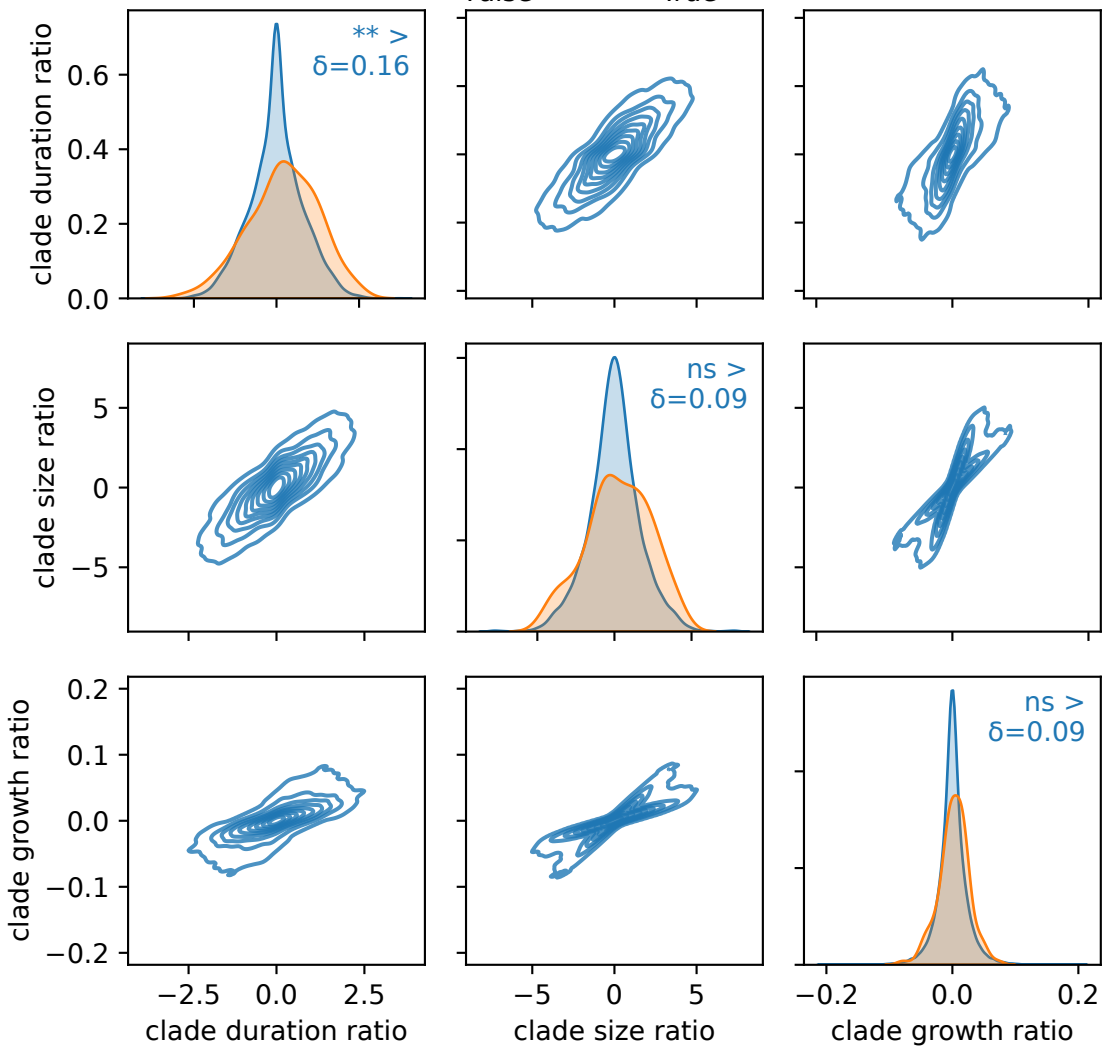 clade duration ratio
0.6
0.4
0.2
0.0
** >
δ=0.16
clade size ratio
5
0
−5
ns >
δ=0.09
clade growth ratio
0.2
0.1
0.0
−0.1
−0.2
ns >
δ=0.09
−2.5 0.0 2.5
−5 0 5
−0.2 0.0 0.2
clade duration ratio
clade size ratio
clade growth ratio